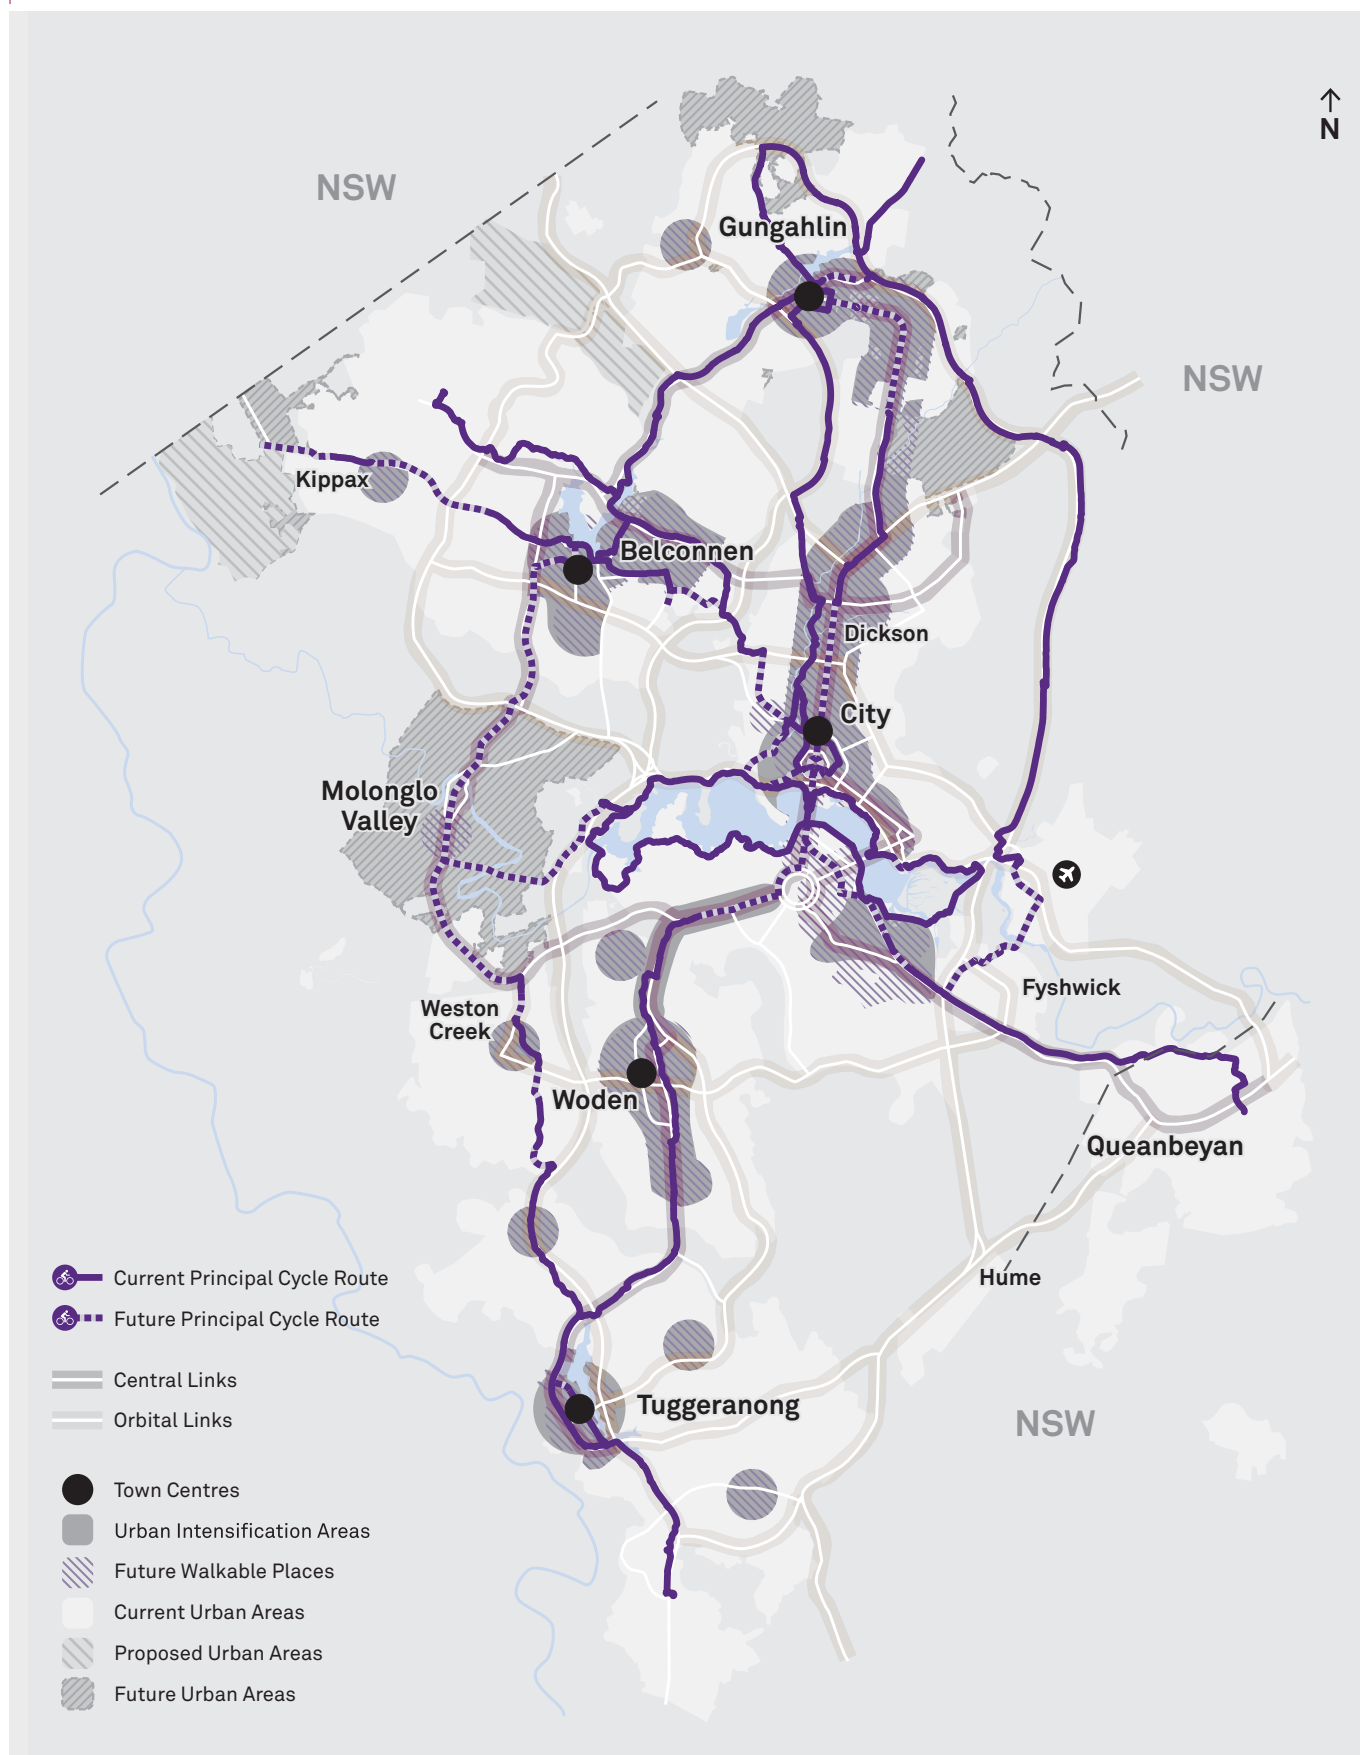 N
NSW
Gungahlin
NSW
Kippax
Belconnen
Dickson
City
Molonglo
Valley
Fyshwick
Weston
Creek
Woden
Queanbeyan
Hume
Tuggeranong
NSW
Current Principal Cycle Route
Future Principal Cycle Route
Central Links
Orbital Links
Town Centres
Urban Intensification Areas
Future Walkable Places
Current Urban Areas
Proposed Urban Areas
Future Urban Areas